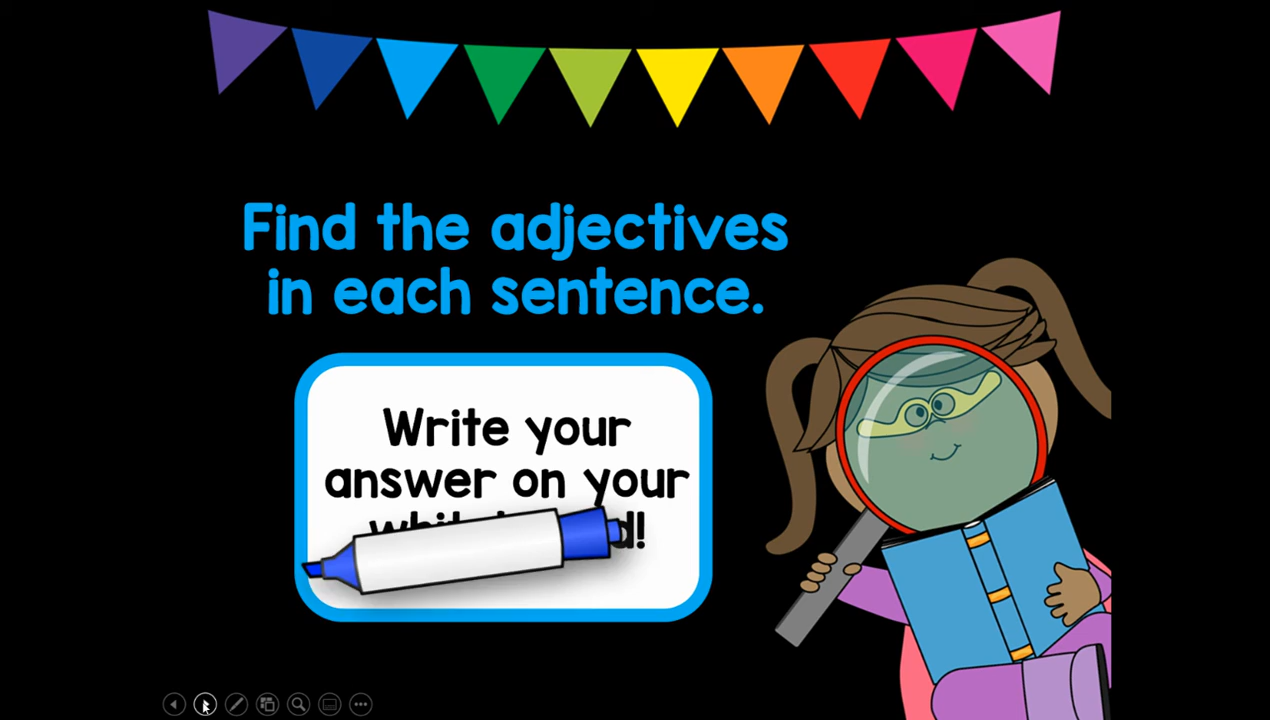 Find the adjectives
in each sentence.
Write your
answer on your